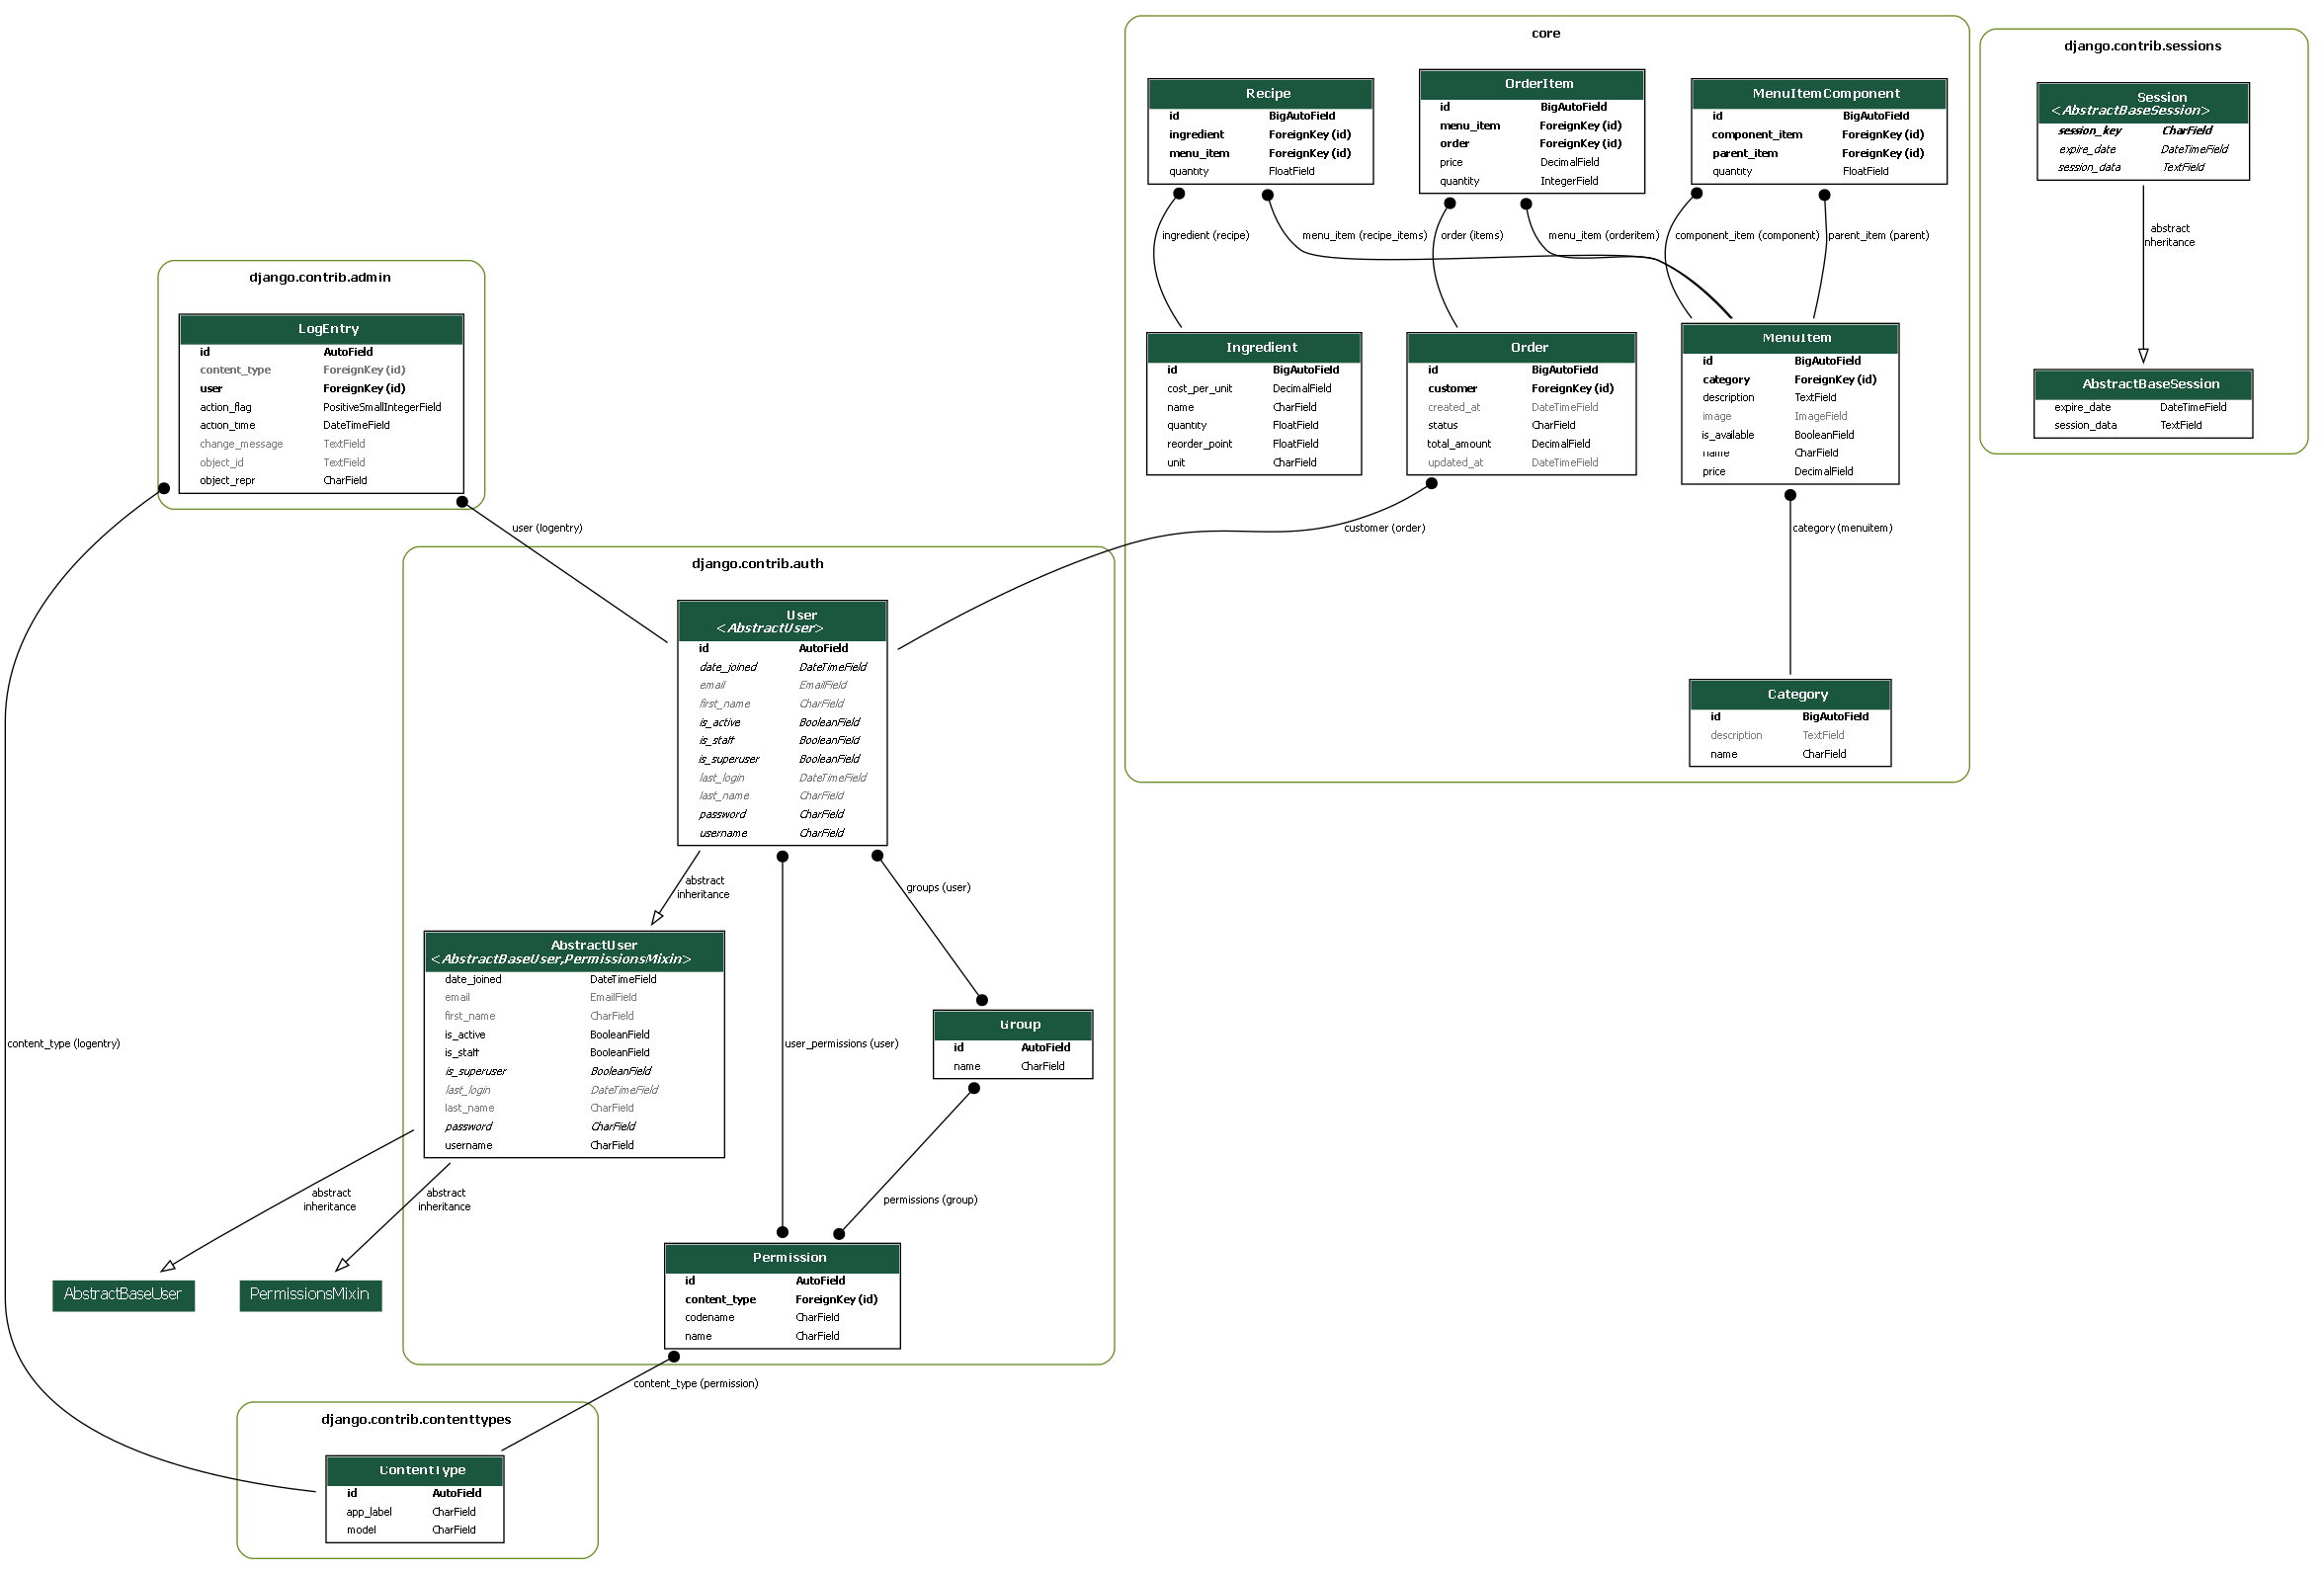 core
Recipe
id BigAutoField
ingredient ForeignKey (id)
menu_item ForeignKey (id)
quantity FloatField
OrderItem
id BigAutoField
menu_item ForeignKey (id)
order ForeignKey (id)
price DecimalField
quantity IntegerField
MenuItemComponent
id BigAutoField
component_item ForeignKey (id)
parent_item ForeignKey (id)
quantity FloatField
ingredient (recipe)
menu_item (recipe_items)
order (items)
menu_item (orderitem)
component_item (component)
parent_item (parent)
Ingredient
id BigAutoField
cost_per_unit DecimalField
name CharField
quantity FloatField
reorder_point FloatField
unit CharField
Order
id BigAutoField
customer ForeignKey (id)
created_at DateTimeField
status CharField
total_amount DecimalField
updated_at DateTimeField
MenuItem
id BigAutoField
category ForeignKey (id)
description TextField
image ImageField
is_available BooleanField
name CharField
price DecimalField
customer (order)
category (menuitem)
Category
id BigAutoField
description TextField
name CharField
django.contrib.sessions
Session
<AbstractBaseSession>
session_key CharField
expire_date DateTimeField
session_data TextField
abstract
inheritance
AbstractBaseSession
expire_date DateTimeField
session_data TextField
django.contrib.admin
LogEntry
id AutoField
content_type ForeignKey (id)
user ForeignKey (id)
action_flag PositiveSmallIntegerField
action_time DateTimeField
change_message TextField
object_id TextField
object_repr CharField
user (logentry)
content_type (logentry)
django.contrib.auth
User
<AbstractUser>
id AutoField
date_joined DateTimeField
email EmailField
first_name CharField
is_active BooleanField
is_staff BooleanField
is_superuser BooleanField
last_login DateTimeField
last_name CharField
password CharField
username CharField
abstract
inheritance
groups (user)
user_permissions (user)
AbstractUser
<AbstractBaseUser,PermissionsMixin>
date_joined DateTimeField
email EmailField
first_name CharField
is_active BooleanField
is_staff BooleanField
is_superuser BooleanField
last_login DateTimeField
last_name CharField
password CharField
username CharField
Group
id AutoField
name CharField
permissions (group)
abstract
inheritance
abstract
inheritance
AbstractBaseUser
PermissionsMixin
Permission
id AutoField
content_type ForeignKey (id)
codename CharField
name CharField
content_type (permission)
django.contrib.contenttypes
ContentType
id AutoField
app_label CharField
model CharField